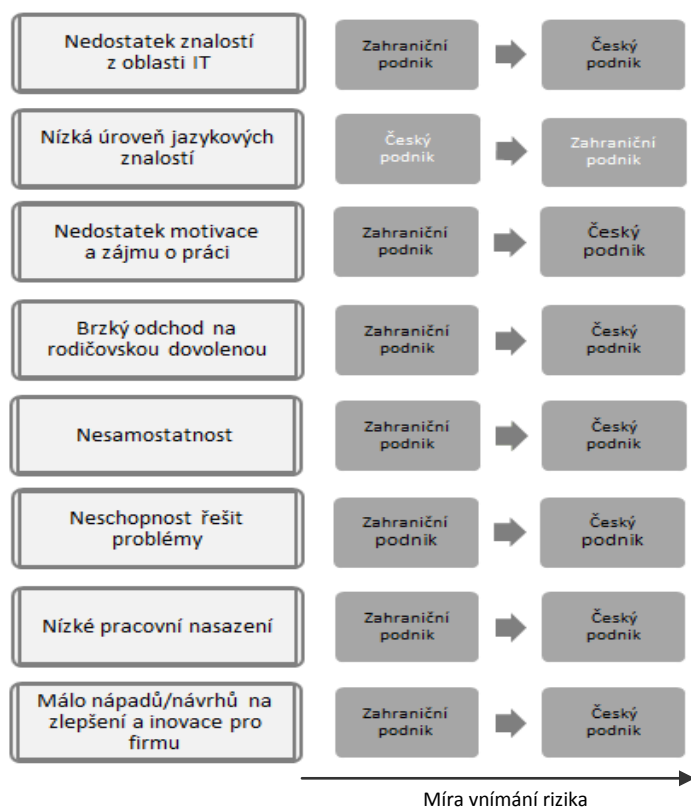 Nedostatek znalostí
z oblasti IT
Zahraniční
podnik
Český
podnik
Nízká úroveň jazykových
znalostí
Český
podnik
Zahraniční
podnik
Nedostatek motivace
a zájmu o práci
Zahraniční
podnik
Český
podnik
Brzký odchod na
rodičovskou dovolenou
Zahraniční
podnik
Český
podnik
Nesamostatnost
Zahraniční
podnik
Český
podnik
Neschopnost řešit
problémy
Zahraniční
podnik
Český
podnik
Nízké pracovní nasazení
Zahraniční
podnik
Český
podnik
Málo nápadů/návrhů na
zlepšení a inovace pro
firmu
Zahraniční
podnik
Český
podnik
Míra vnímání rizika